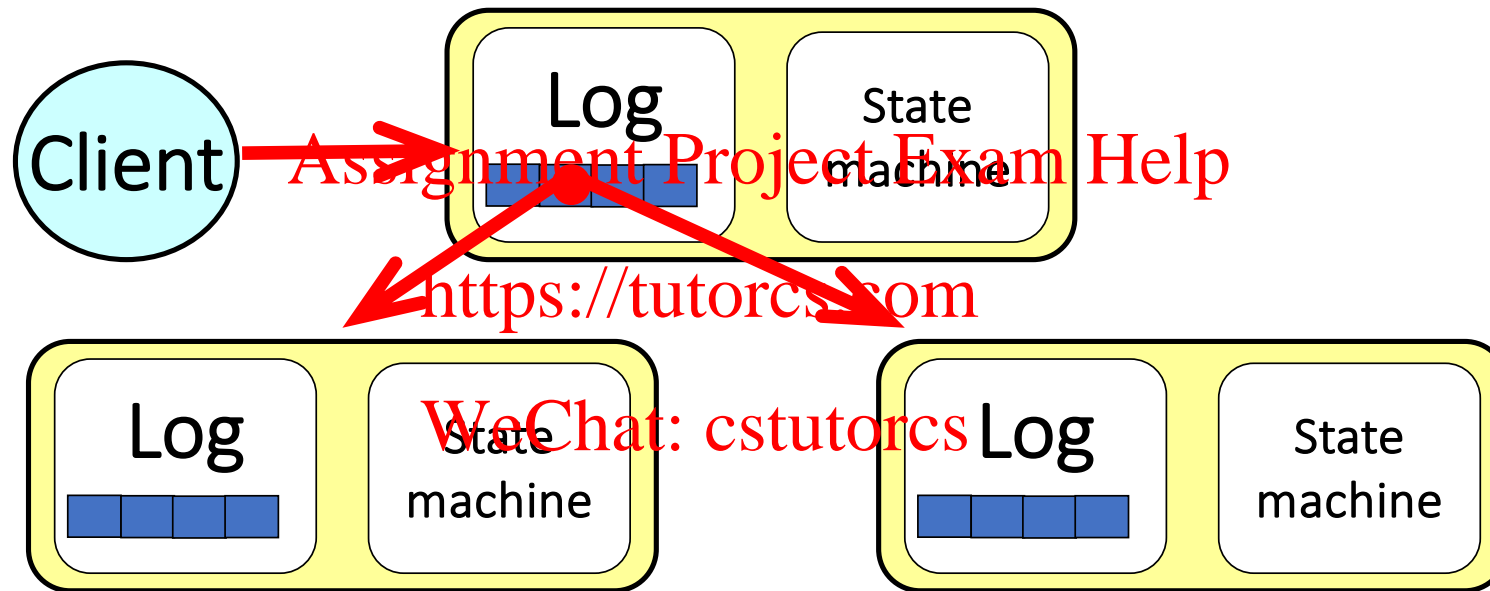 Log
State
machine
Client
Assignment Project Exam Help
https://tutorcs.com
Log
State
machine
WeChat: cstutorcs
Log
State
machine